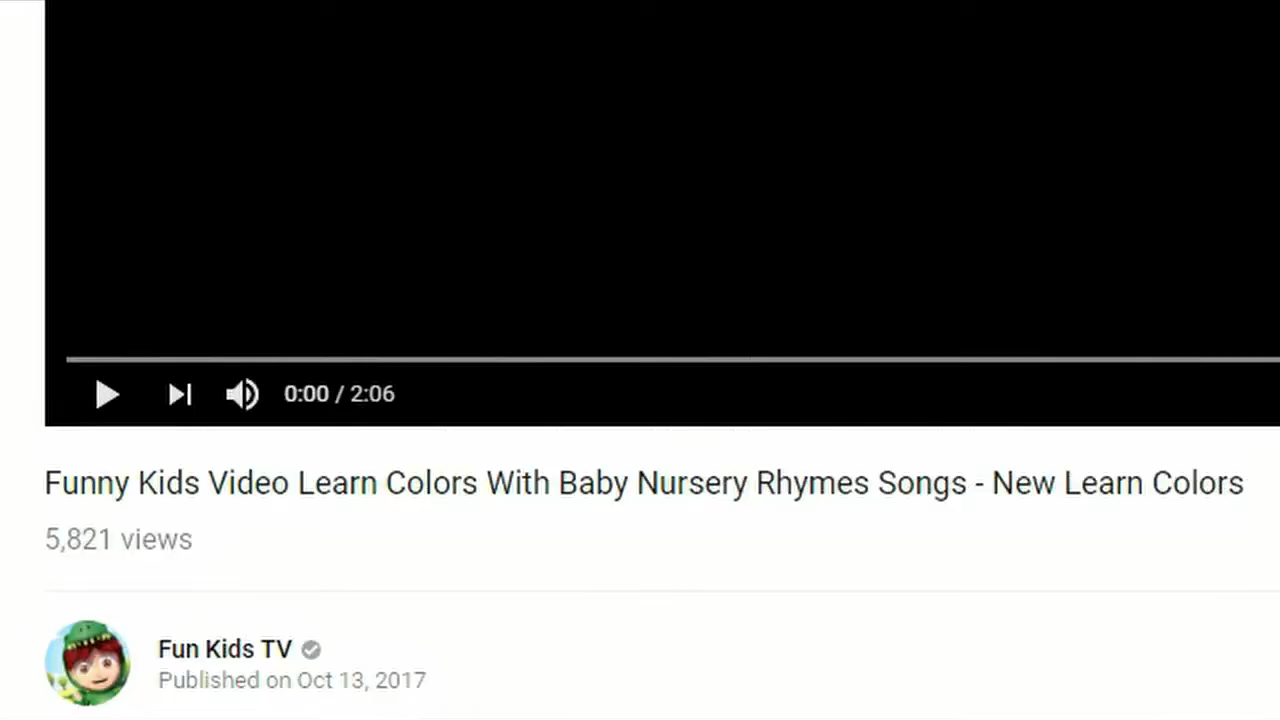 0:00 / 2:06
Funny Kids Video Learn Colors With Baby Nursery Rhymes Songs - New Learn Colors
5,821 views
Fun Kids TV
Published on Oct 13, 2017